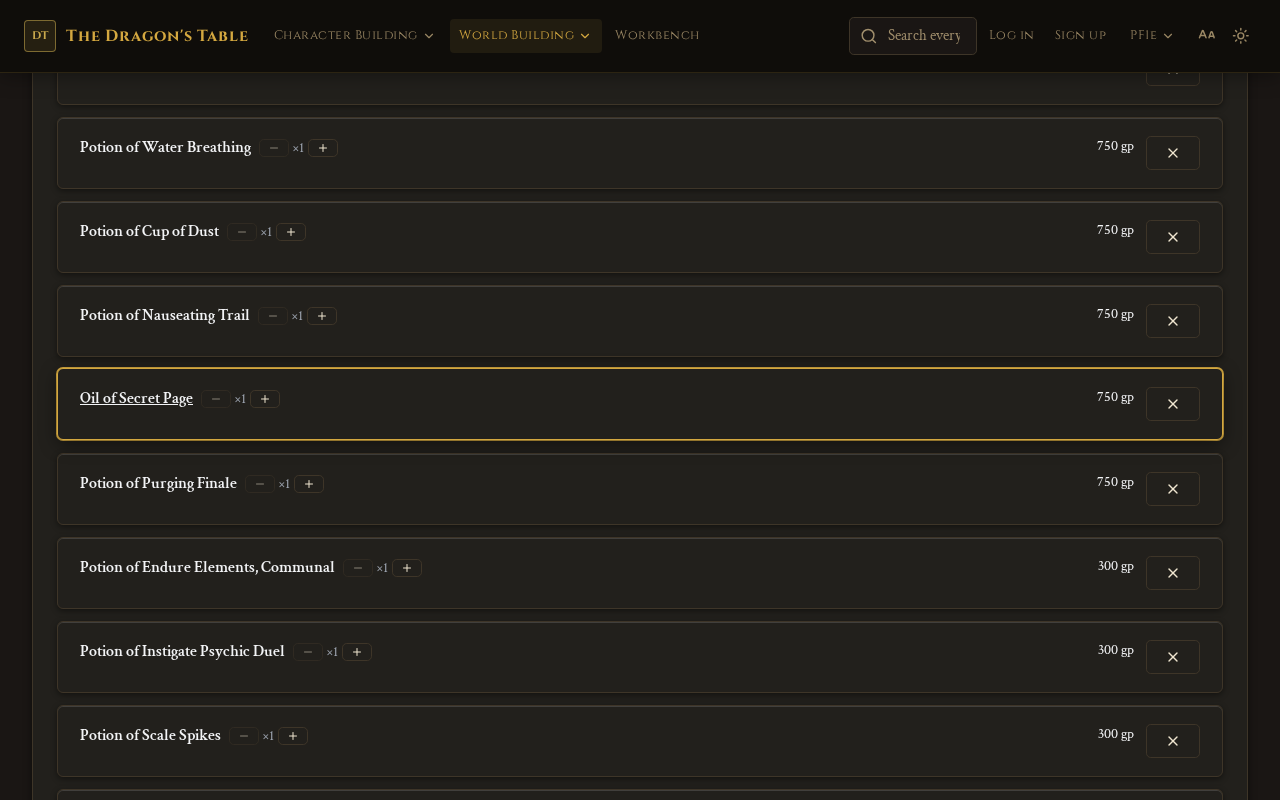 DT The Dragon's Table Character Building World Building Workbench Search every Log in Sign up PF1e AA
Potion of Water Breathing − ×1 + 750 gp ×
Potion of Cup of Dust − ×1 + 750 gp ×
Potion of Nauseating Trail − ×1 + 750 gp ×
Oil of Secret Page − ×1 + 750 gp ×
Potion of Purging Finale − ×1 + 750 gp ×
Potion of Endure Elements, Communal − ×1 + 300 gp ×
Potion of Instigate Psychic Duel − ×1 + 300 gp ×
Potion of Scale Spikes − ×1 + 300 gp ×